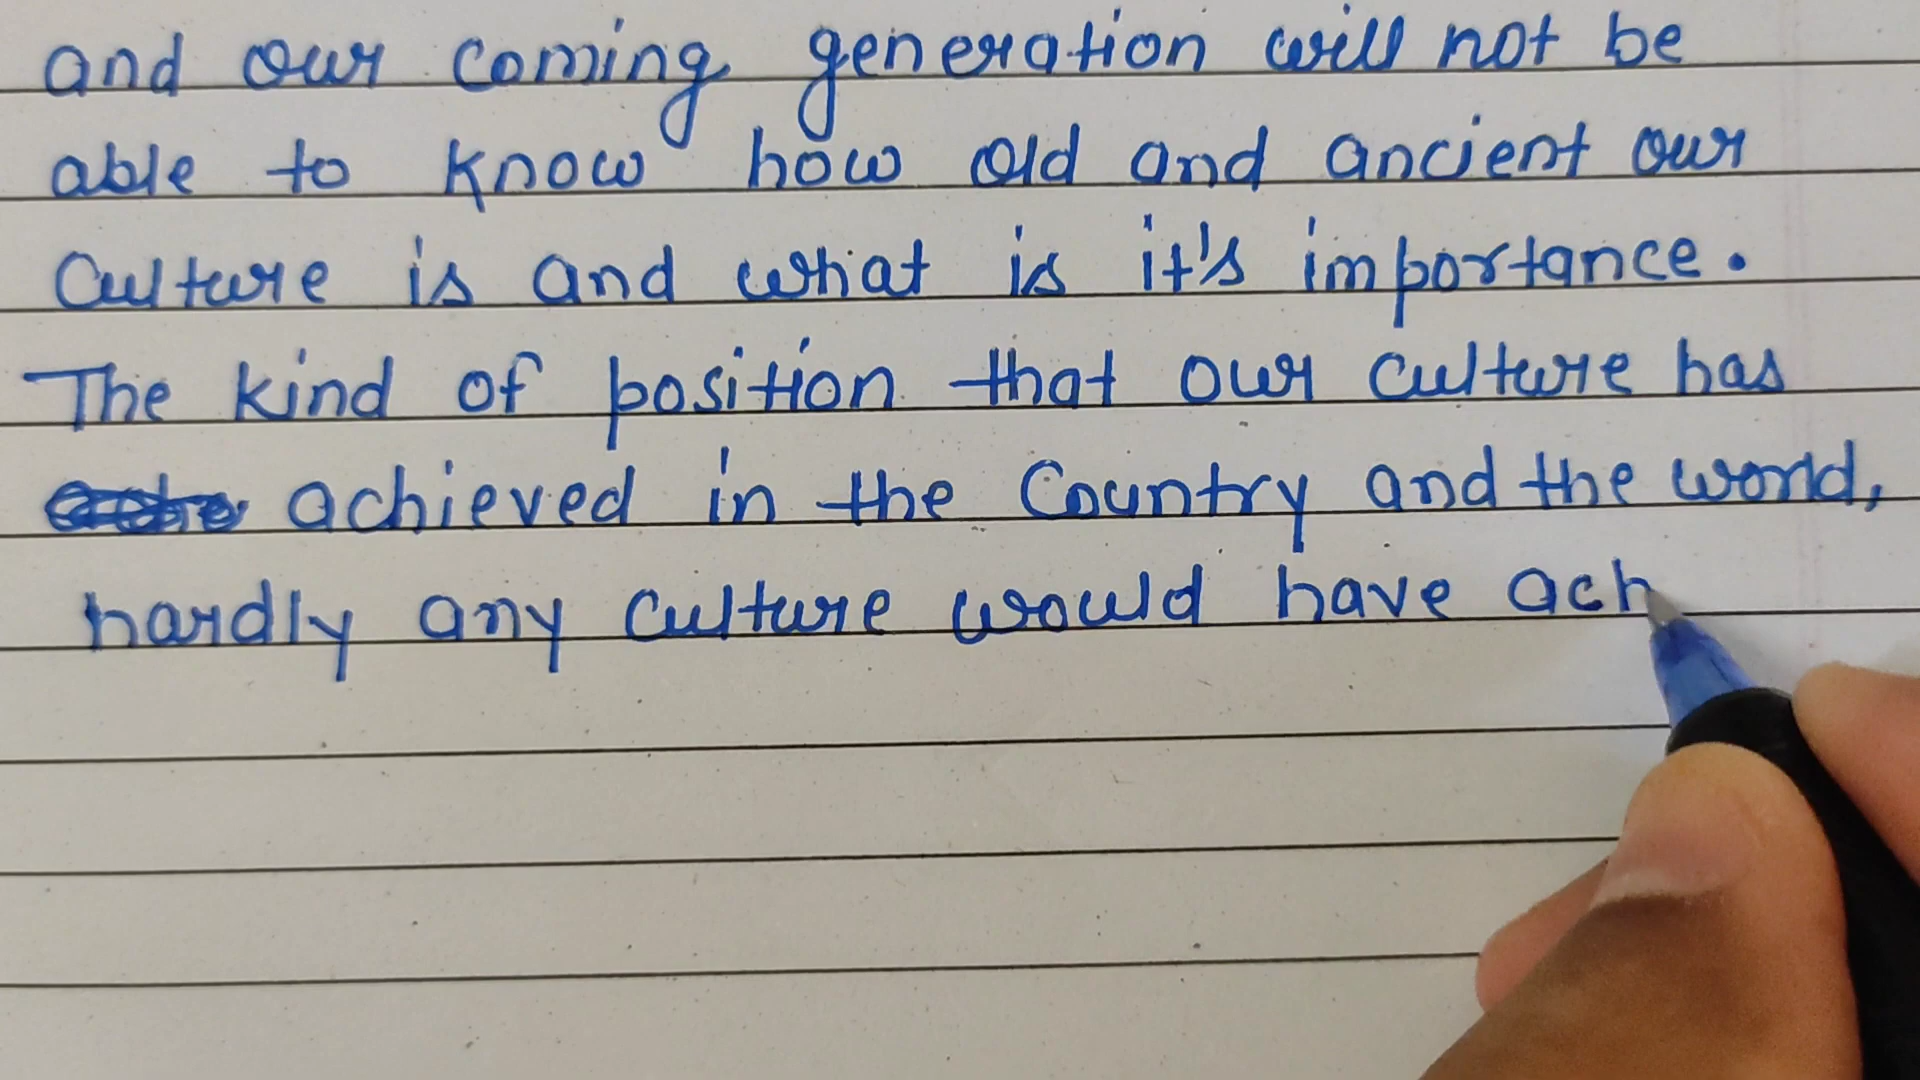 and our coming generation will not be
able to know how old and ancient our
Culture is and what is it's importance.
The kind of position that our culture has
achieved in the Country and the world,
hardly any culture would have ach